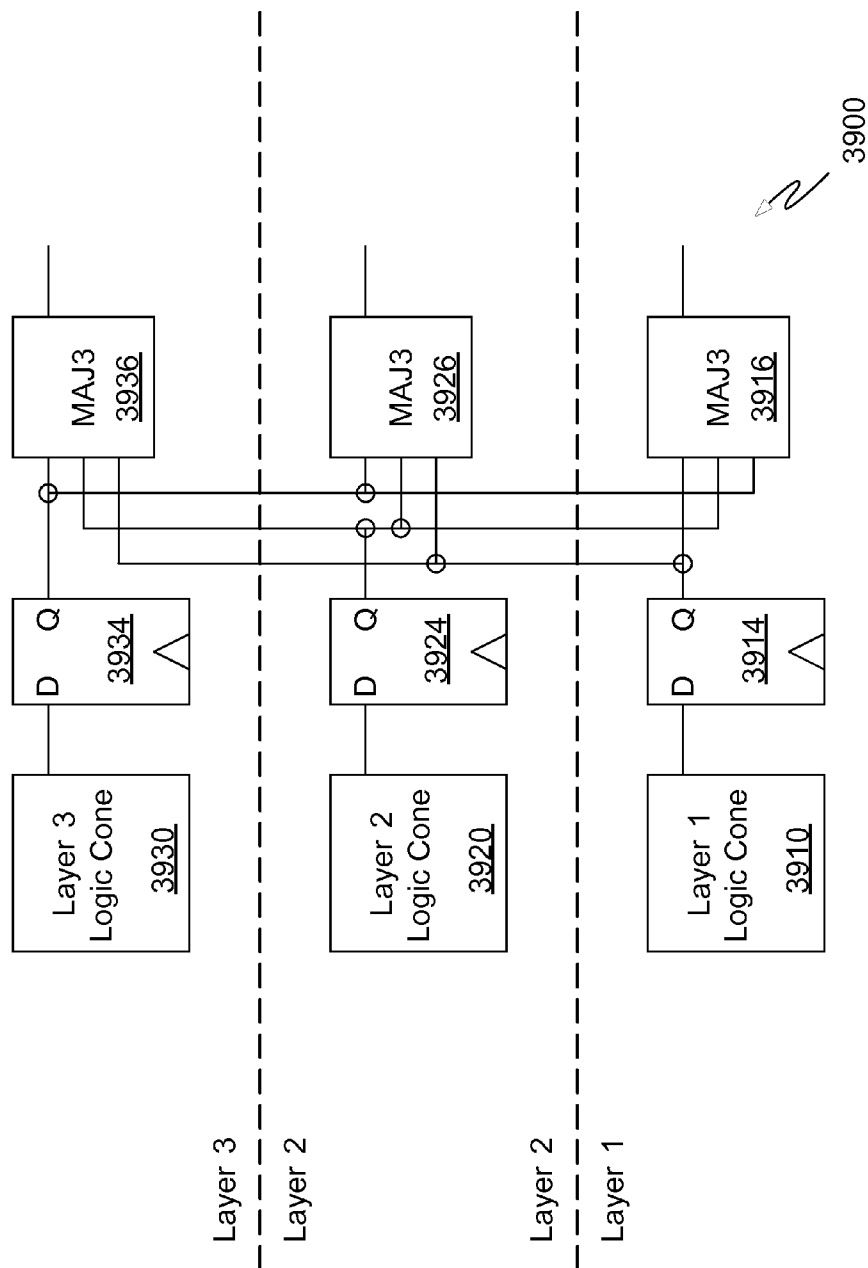 Layer 3
Logic Cone
3930
D
Q
3934
MAJ3
3936
Layer 3
Layer 2
Layer 2
Logic Cone
3920
D
Q
3924
MAJ3
3926
Layer 2
Layer 1
Layer 1
Logic Cone
3910
D
Q
3914
MAJ3
3916
3900